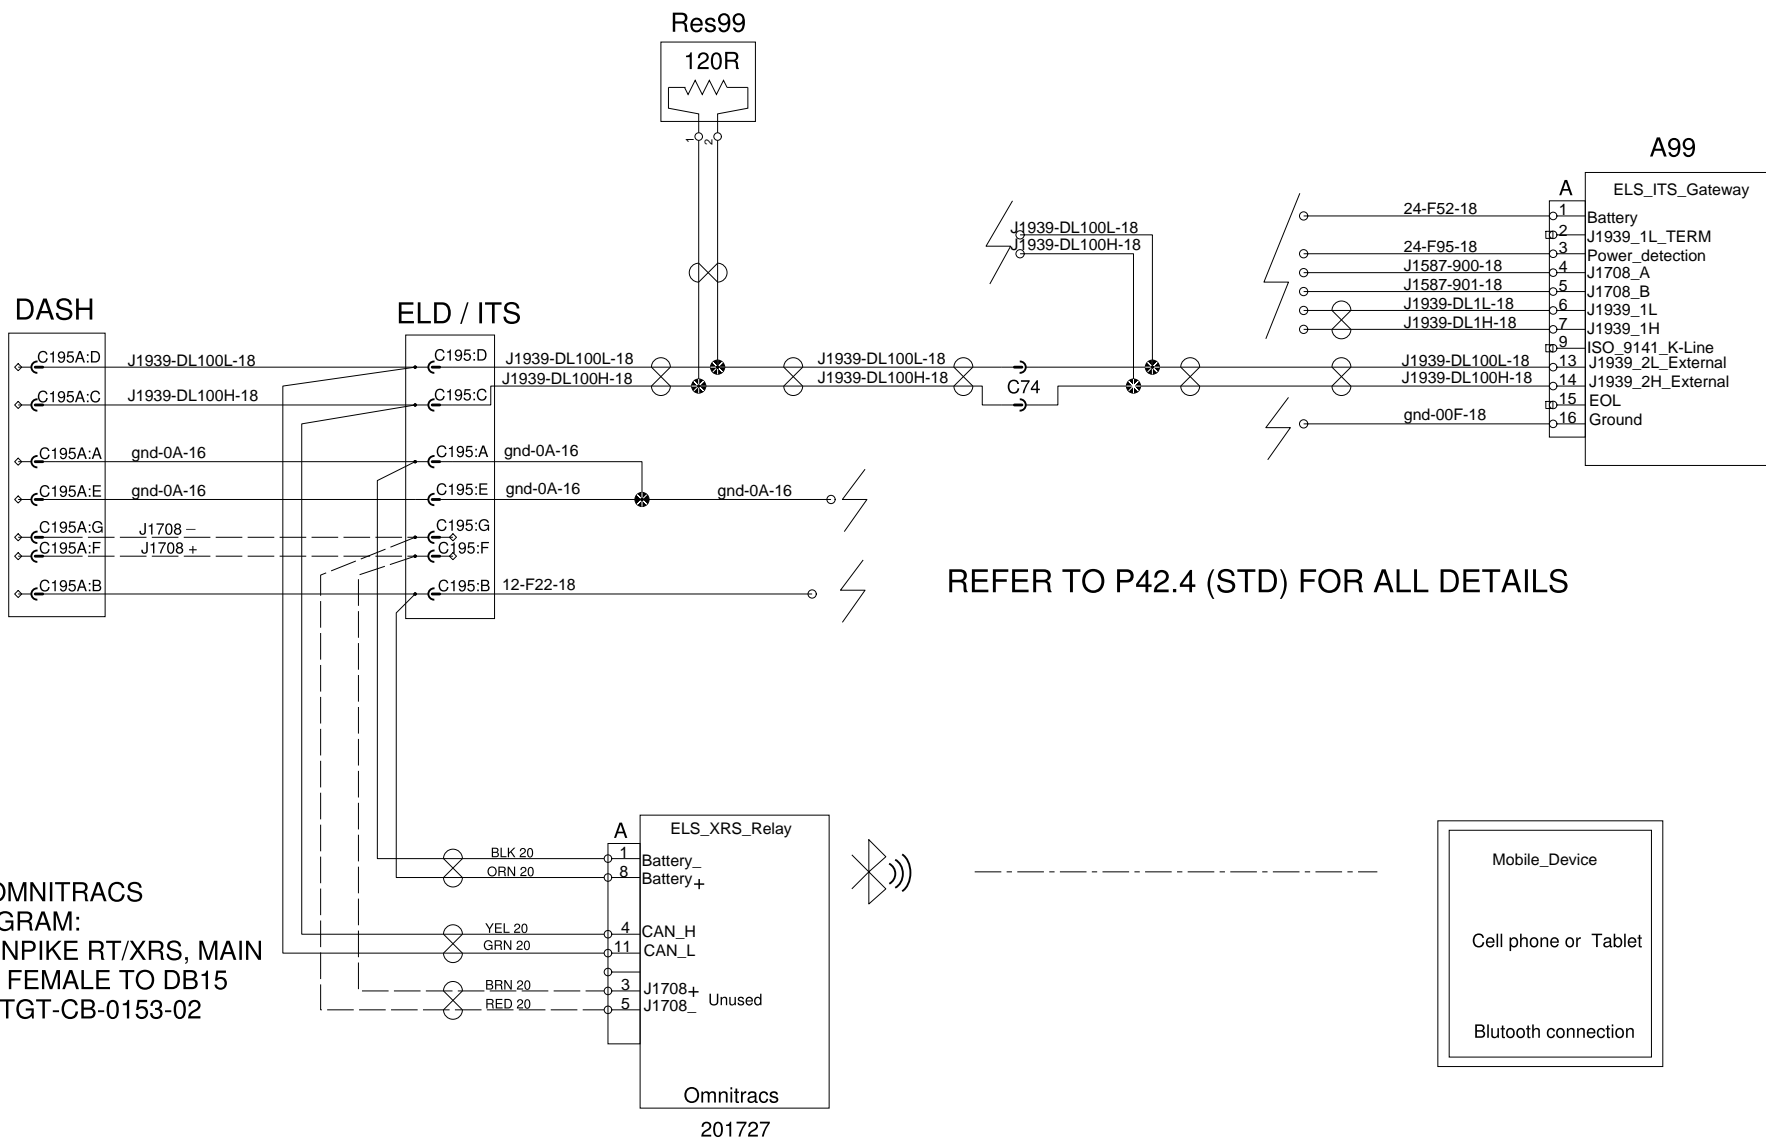 Res99
120R
1
2
A99
A
ELS_ITS_Gateway
24-F52-18
1
Battery
2
J1939_1L_TERM
24-F95-18
3
Power_detection
J1587-900-18
4
J1708_A
J1587-901-18
5
J1708_B
J1939-DL1L-18
6
J1939_1L
J1939-DL1H-18
7
J1939_1H
9
ISO_9141_K-Line
J1939-DL100L-18
13
J1939_2L_External
J1939-DL100H-18
14
J1939_2H_External
15
EOL
gnd-00F-18
16
Ground
J1939-DL100L-18
J1939-DL100H-18
DASH
ELD / ITS
C195A:D
J1939-DL100L-18
C195:D
J1939-DL100L-18
J1939-DL100L-18
C195A:C
J1939-DL100H-18
C195:C
J1939-DL100H-18
J1939-DL100H-18
C74
C195A:A
gnd-0A-16
C195:A
gnd-0A-16
C195A:E
gnd-0A-16
C195:E
gnd-0A-16
gnd-0A-16
C195A:G
J1708 –
C195:G
C195A:F
J1708 +
C195:F
C195A:B
C195:B
12-F22-18
REFER TO P42.4 (STD) FOR ALL DETAILS
A
ELS_XRS_Relay
BLK 20
1
Battery_
ORN 20
8
Battery+
YEL 20
4
CAN_H
GRN 20
11
CAN_L
BRN 20
3
J1708+
Unused
RED 20
5
J1708_
Omnitracs
201727
OMNITRACS
GRAM:
NPIKE RT/XRS, MAIN
FEMALE TO DB15
TGT-CB-0153-02
Mobile_Device
Cell phone or Tablet
Blutooth connection